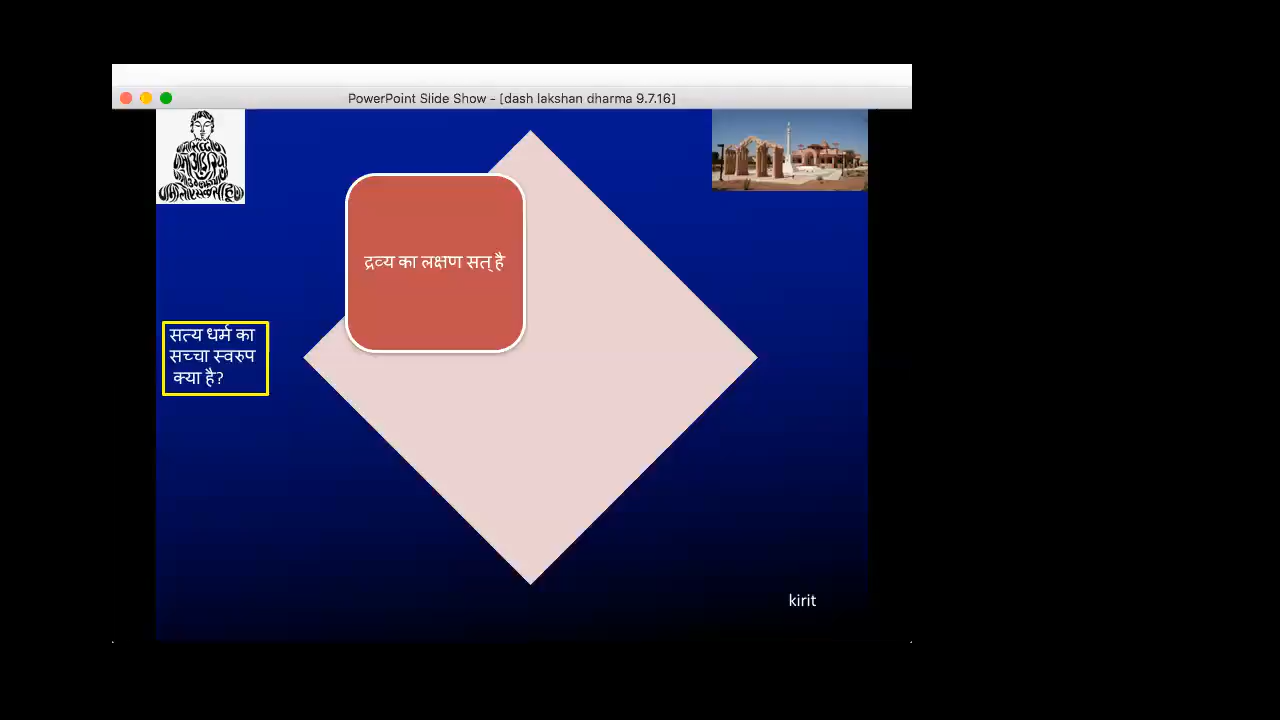 PowerPoint Slide Show - [dash lakshan dharma 9.7.16]
द्रव्य का लक्षण सत् है
सत्य धर्म का
सच्चा स्वरुप
क्या है?
kirit